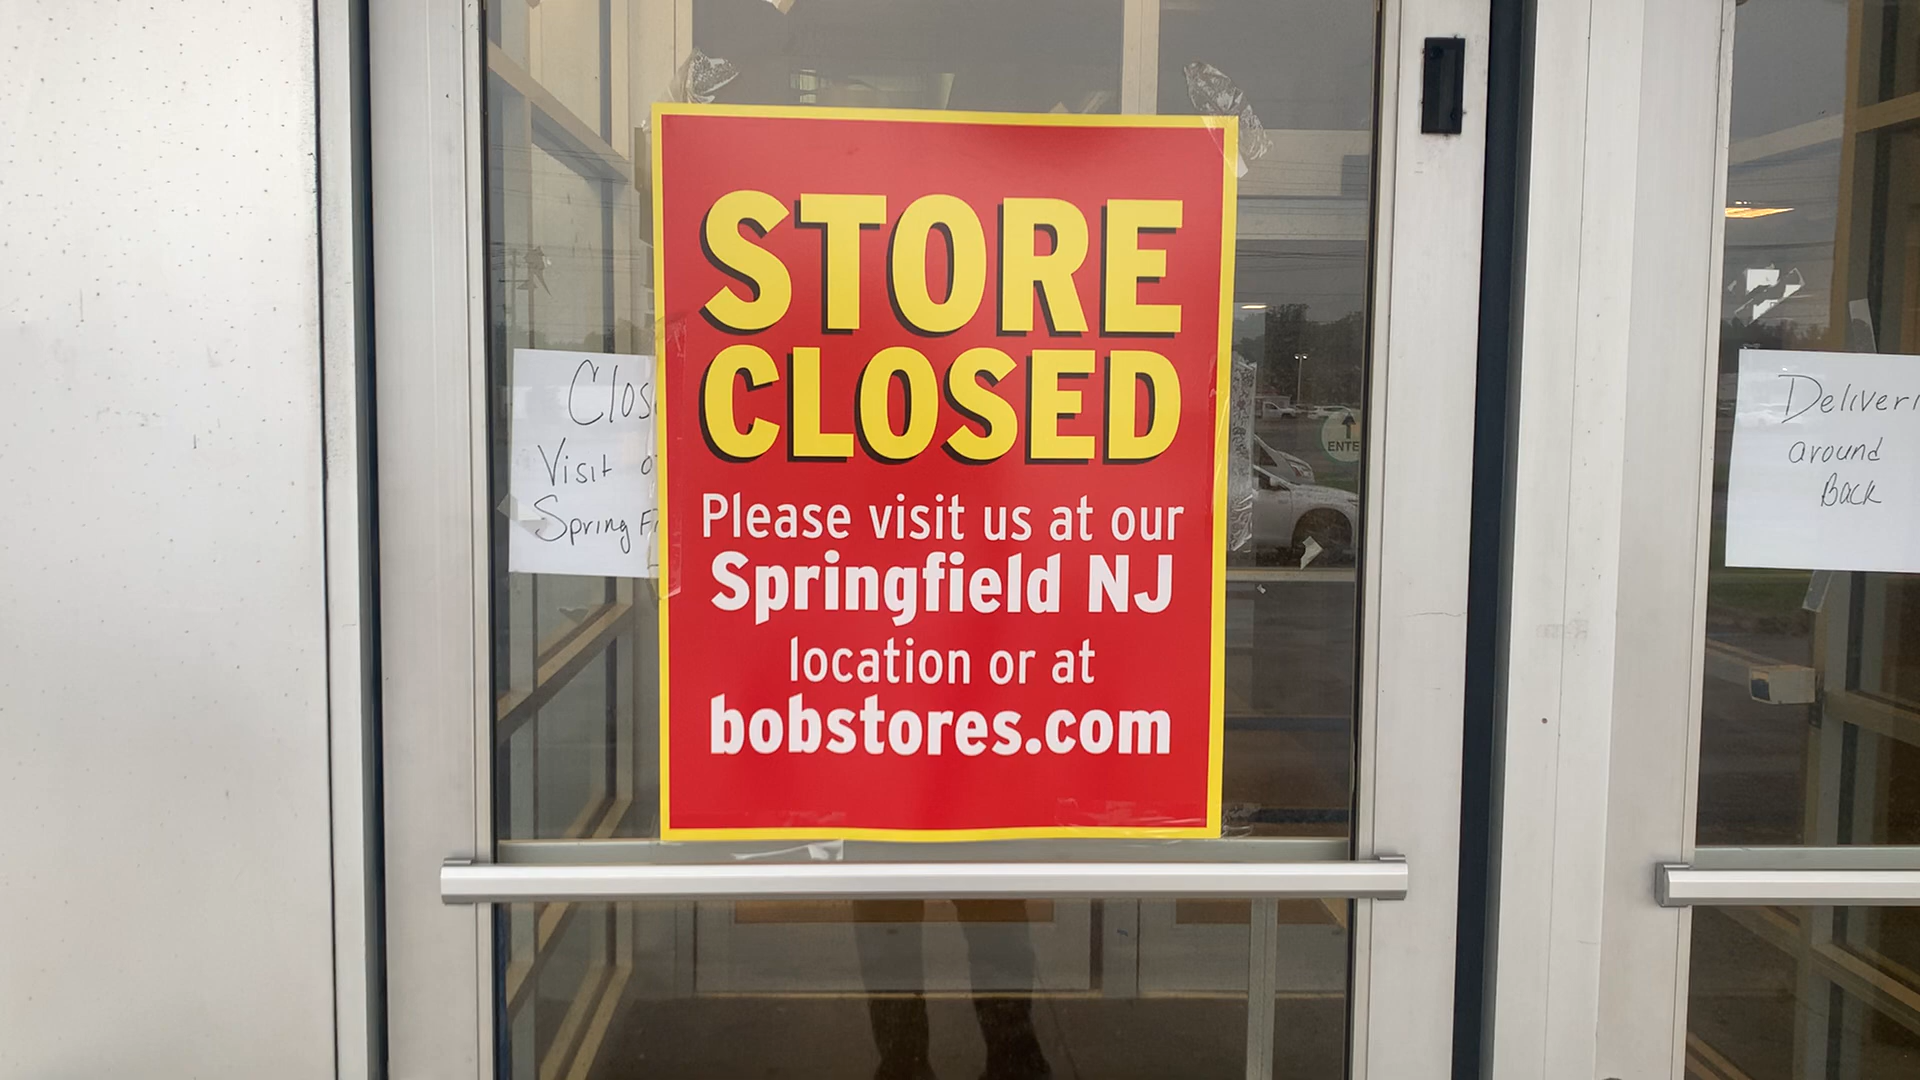 STORE
CLOSED
Please visit us at our
Springfield NJ
location or at
bobstores.com
Visit
Spring
around
Back